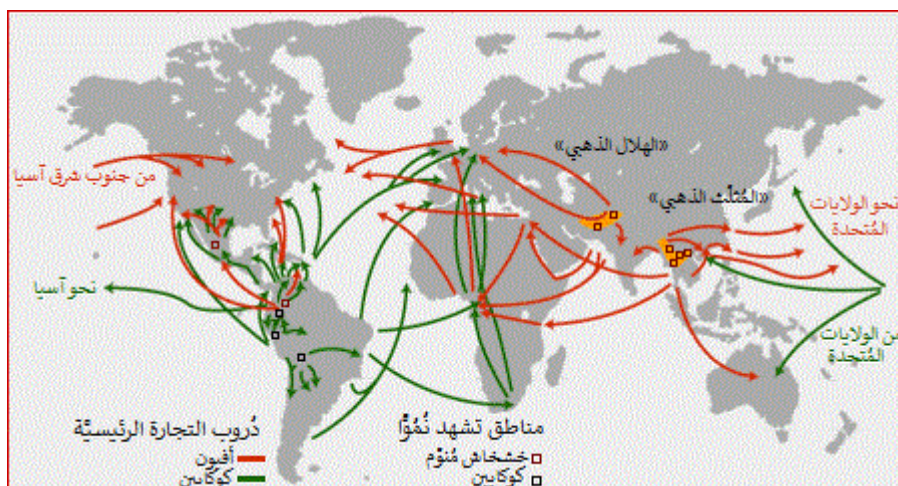 «الهلال الذهبي»
«المُثلَّث الذهبي»
من جنوب شرق آسيا
نحو الولايات
المُتحدة
نحو آسيا
من الولايات
المُتحدة
دُروب التجارة الرئيسيَّة
أفيون
كوكايين
مناطق تشهد نُمُوًّا
خشخاش مُنوِّم
كوكايين